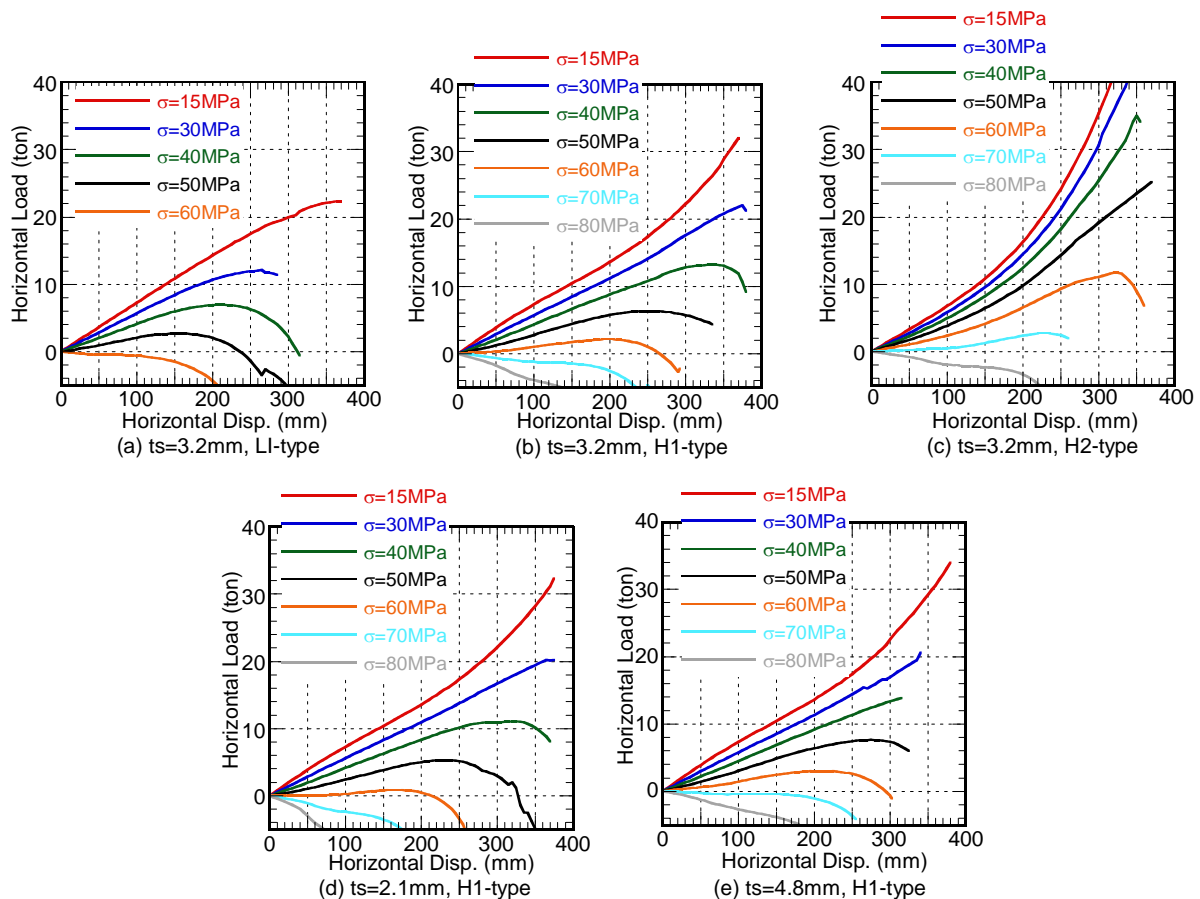 σ=15MPa
σ=30MPa
σ=40MPa
σ=50MPa
σ=60MPa
40
30
20
10
0
Horizontal Load (ton)
0 100 200 300 400
Horizontal Disp. (mm)
(a) ts=3.2mm, LI-type
σ=15MPa
σ=30MPa
σ=40MPa
σ=50MPa
σ=60MPa
σ=70MPa
σ=80MPa
40
30
20
10
0
Horizontal Load (ton)
0 100 200 300 400
Horizontal Disp. (mm)
(b) ts=3.2mm, H1-type
σ=15MPa
σ=30MPa
σ=40MPa
σ=50MPa
σ=60MPa
σ=70MPa
σ=80MPa
40
30
20
10
0
Horizontal Load (ton)
0 100 200 300 400
Horizontal Disp. (mm)
(c) ts=3.2mm, H2-type
σ=15MPa
σ=30MPa
σ=40MPa
σ=50MPa
σ=60MPa
σ=70MPa
σ=80MPa
40
30
20
10
0
Horizontal Load (ton)
0 100 200 300 400
Horizontal Disp. (mm)
(d) ts=2.1mm, H1-type
σ=15MPa
σ=30MPa
σ=40MPa
σ=50MPa
σ=60MPa
σ=70MPa
σ=80MPa
40
30
20
10
0
Horizontal Load (ton)
0 100 200 300 400
Horizontal Disp. (mm)
(e) ts=4.8mm, H1-type